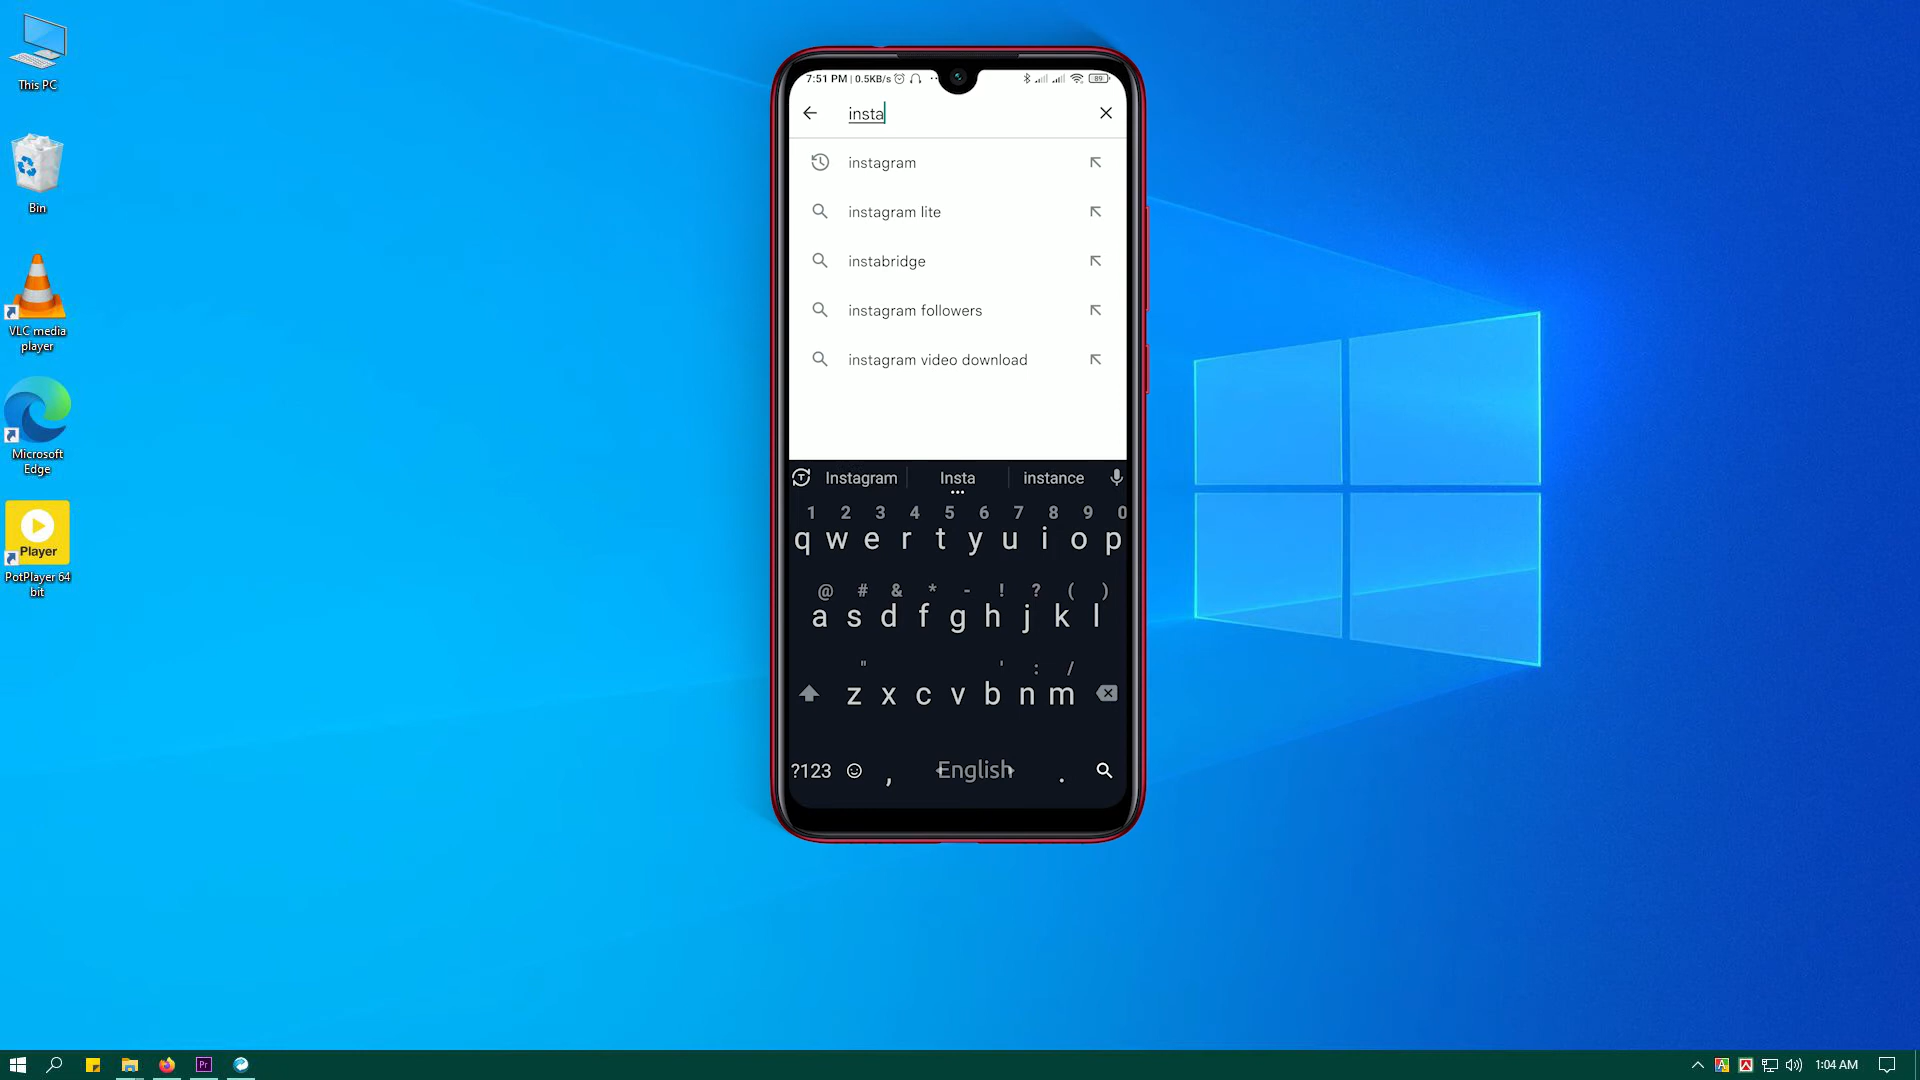 This PC
Bin
VLC media
player
Microsoft
Edge
Player
PotPlayer 64
bit
7:51 PM | 0.5KB/s
89
insta
instagram
instagram lite
instabridge
instagram followers
instagram video download
Instagram Insta instance
1 2 3 4 5 6 7 8 9 0
q w e r t y u i o p
@ # & * - ! ? ( )
a s d f g h j k l
" ' : /
z x c v b n m
?123 , English .
Pr
1:04 AM